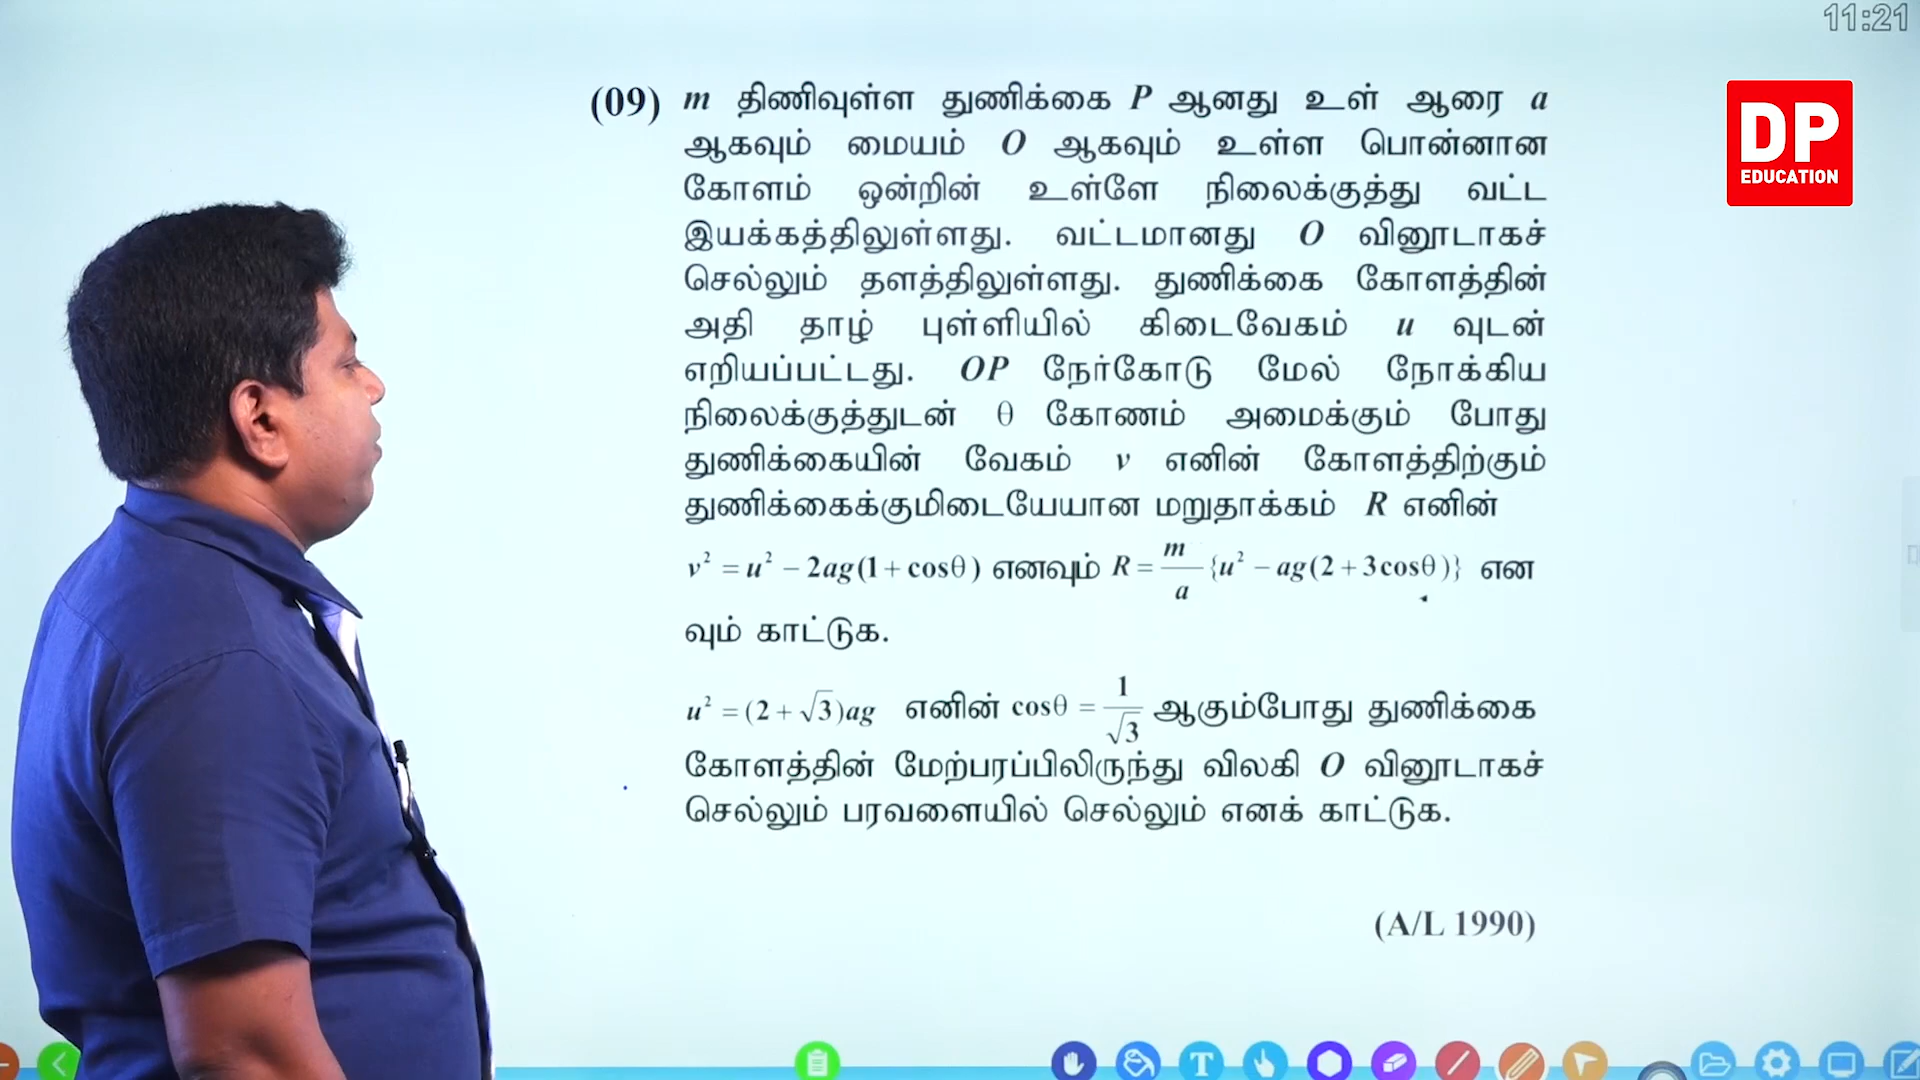 11:21
DP
EDUCATION
(09) m திணிவுள்ள துணிக்கை P ஆனது உள் ஆரை a
ஆகவும் மையம் O ஆகவும் உள்ள பொன்னான
கோளம் ஒன்றின் உள்ளே நிலைக்குத்து வட்ட
இயக்கத்திலுள்ளது. வட்டமானது O வினூடாகச்
செல்லும் தளத்திலுள்ளது. துணிக்கை கோளத்தின்
அதி தாழ் புள்ளியில் கிடைவேகம் u வுடன்
எறியப்பட்டது. OP நேர்கோடு மேல் நோக்கிய
நிலைக்குத்துடன் θ கோணம் அமைக்கும் போது
துணிக்கையின் வேகம் v எனின் கோளத்திற்கும்
துணிக்கைக்குமிடையேயான மறுதாக்கம் R எனின்
v² = u² − 2ag(1 + cosθ) எனவும் R = m/a {u² − ag(2 + 3cosθ)} என
வும் காட்டுக.
u² = (2 + √3)ag எனின் cosθ = 1/√3 ஆகும்போது துணிக்கை
கோளத்தின் மேற்பரப்பிலிருந்து விலகி O வினூடாகச்
செல்லும் பரவளையில் செல்லும் எனக் காட்டுக.
(A/L 1990)